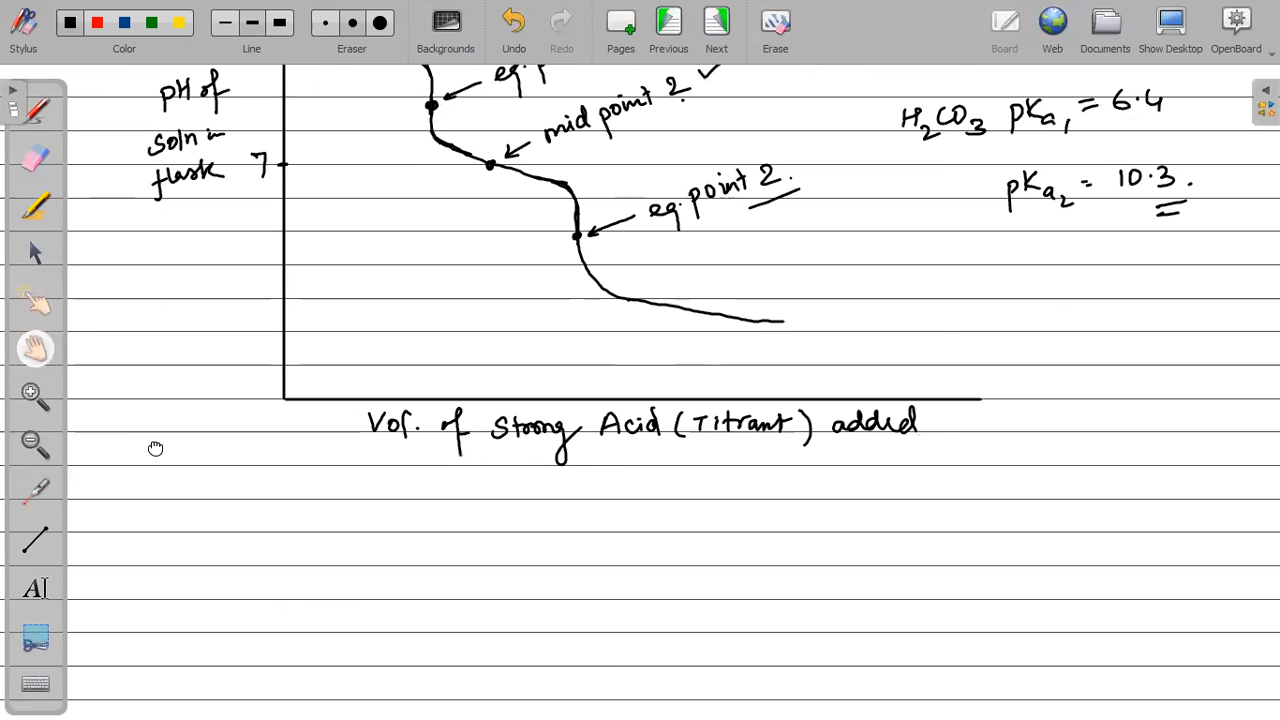 Stylus
Color
Line
Eraser
Backgrounds
Undo
Redo
Pages
Previous
Next
Erase
Board
Web
Documents
Show Desktop
OpenBoard
pH of
soln in
flask 7
mid point 2
eq. point 2.
H2CO3 pKa1 = 6.4
pKa2 = 10.3.
Vol. of Strong Acid (Titrant) added